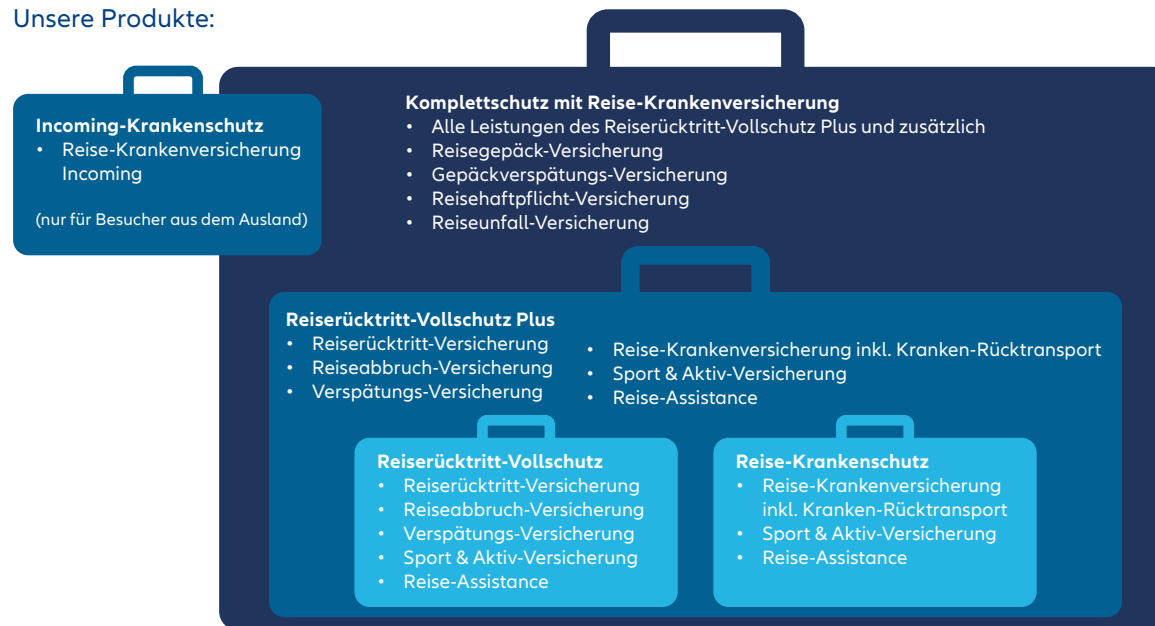 Unsere Produkte:
Incoming-Krankenschutz
• Reise-Krankenversicherung
Incoming
(nur für Besucher aus dem Ausland)
Komplettschutz mit Reise-Krankenversicherung
• Alle Leistungen des Reiserücktritt-Vollschutz Plus und zusätzlich
• Reisegepäck-Versicherung
• Gepäckverspätungs-Versicherung
• Reisehaftpflicht-Versicherung
• Reiseunfall-Versicherung
Reiserücktritt-Vollschutz Plus
• Reiserücktritt-Versicherung
• Reiseabbruch-Versicherung
• Verspätungs-Versicherung
• Reise-Krankenversicherung inkl. Kranken-Rücktransport
• Sport & Aktiv-Versicherung
• Reise-Assistance
Reiserücktritt-Vollschutz
• Reiserücktritt-Versicherung
• Reiseabbruch-Versicherung
• Verspätungs-Versicherung
• Sport & Aktiv-Versicherung
• Reise-Assistance
Reise-Krankenschutz
• Reise-Krankenversicherung
inkl. Kranken-Rücktransport
• Sport & Aktiv-Versicherung
• Reise-Assistance